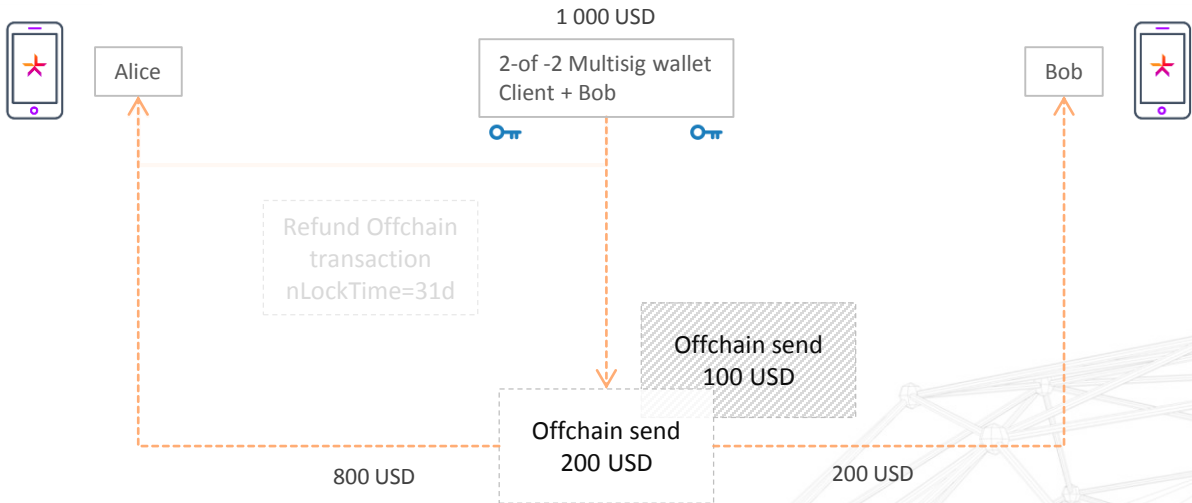 1 000 USD
Alice
2-of -2 Multisig wallet
Client + Bob
Bob
Refund Offchain
transaction
nLockTime=31d
Offchain send
100 USD
Offchain send
200 USD
800 USD
200 USD